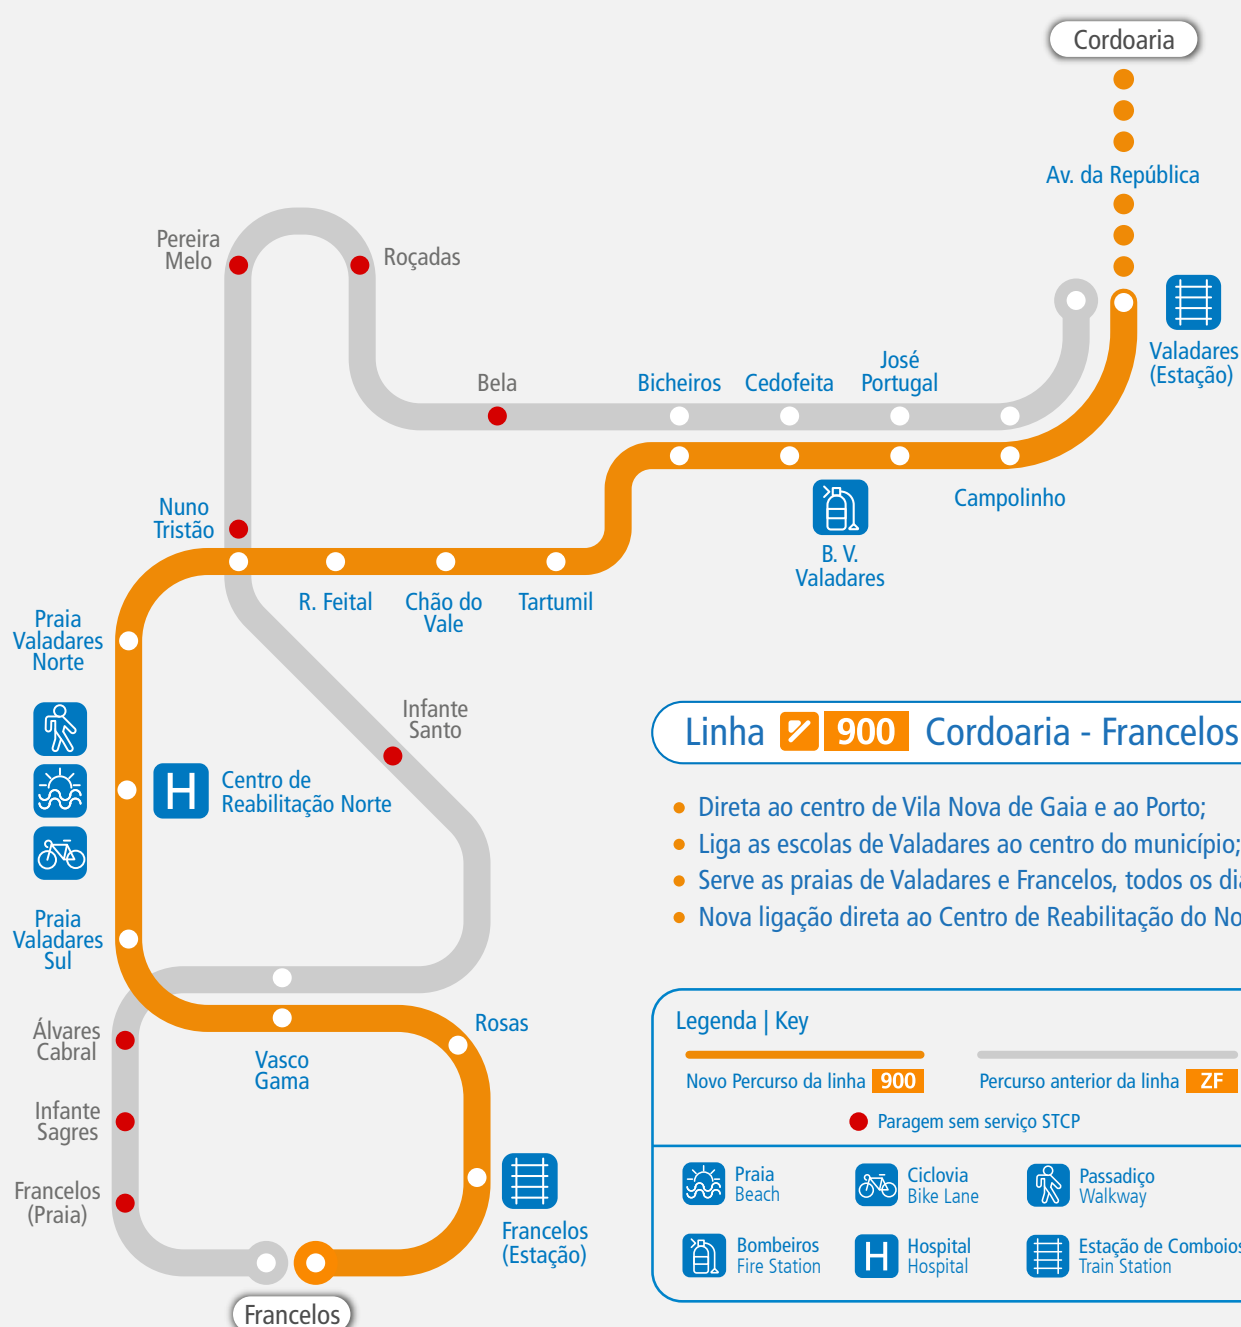 Cordoaria
Av. da República
Pereira
Melo
Roçadas
Valadares
(Estação)
José
Portugal
Bela
Bicheiros
Cedofeita
Campolinho
Nuno
Tristão
B. V.
Valadares
R. Feital
Chão do
Vale
Tartumil
Praia
Valadares
Norte
Infante
Santo
H
Centro de
Reabilitação Norte
Linha 900 Cordoaria - Francelos
Direta ao centro de Vila Nova de Gaia e ao Porto;
Liga as escolas de Valadares ao centro do município;
Serve as praias de Valadares e Francelos, todos os
Nova ligação direta ao Centro de Reabilitação do
Praia
Valadares
Sul
Álvares
Cabral
Rosas
Vasco
Gama
Infante
Sagres
Francelos
(Praia)
Francelos
(Estação)
Francelos
Legenda | Key
Novo Percurso da linha 900
Percurso anterior da linha ZF
Paragem sem serviço STCP
Praia
Beach
Ciclovia
Bike Lane
Passadiço
Walkway
Bombeiros
Fire Station
H
Hospital
Hospital
Estação de Comboios
Train Station